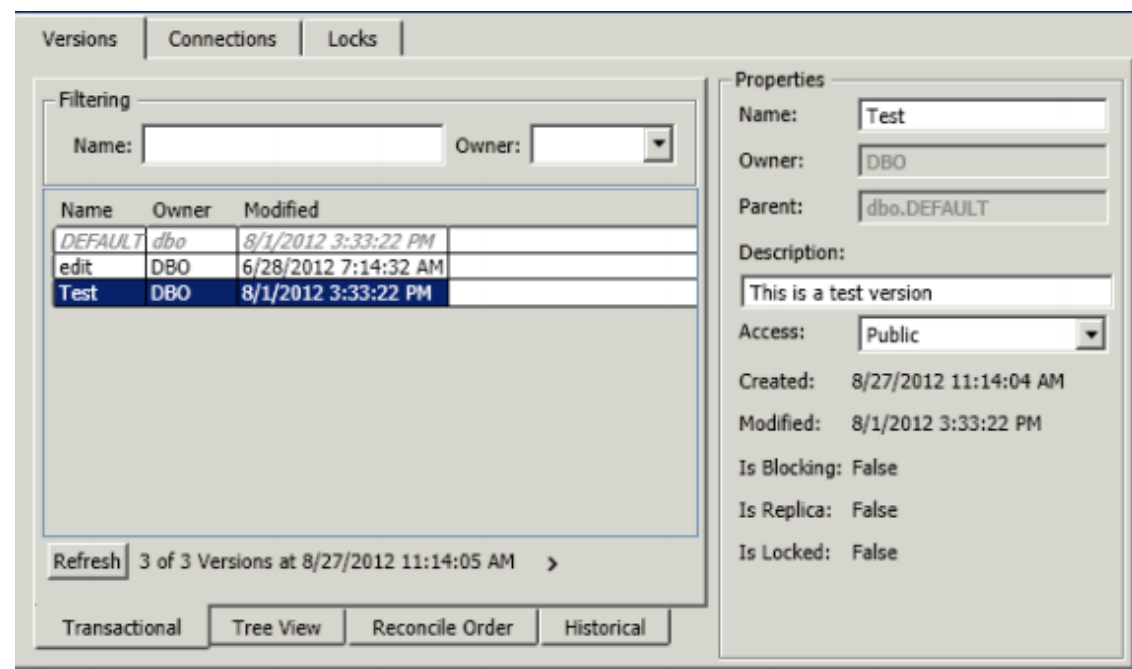 Versions Connections Locks
Filtering
Name: Owner:
Name Owner Modified
DEFAULT dbo 8/1/2012 3:33:22 PM
edit DBO 6/28/2012 7:14:32 AM
Test DBO 8/1/2012 3:33:22 PM
Refresh 3 of 3 Versions at 8/27/2012 11:14:05 AM >
Transactional Tree View Reconcile Order Historical
Properties
Name: Test
Owner: DBO
Parent: dbo.DEFAULT
Description:
This is a test version
Access: Public
Created: 8/27/2012 11:14:04 AM
Modified: 8/1/2012 3:33:22 PM
Is Blocking: False
Is Replica: False
Is Locked: False